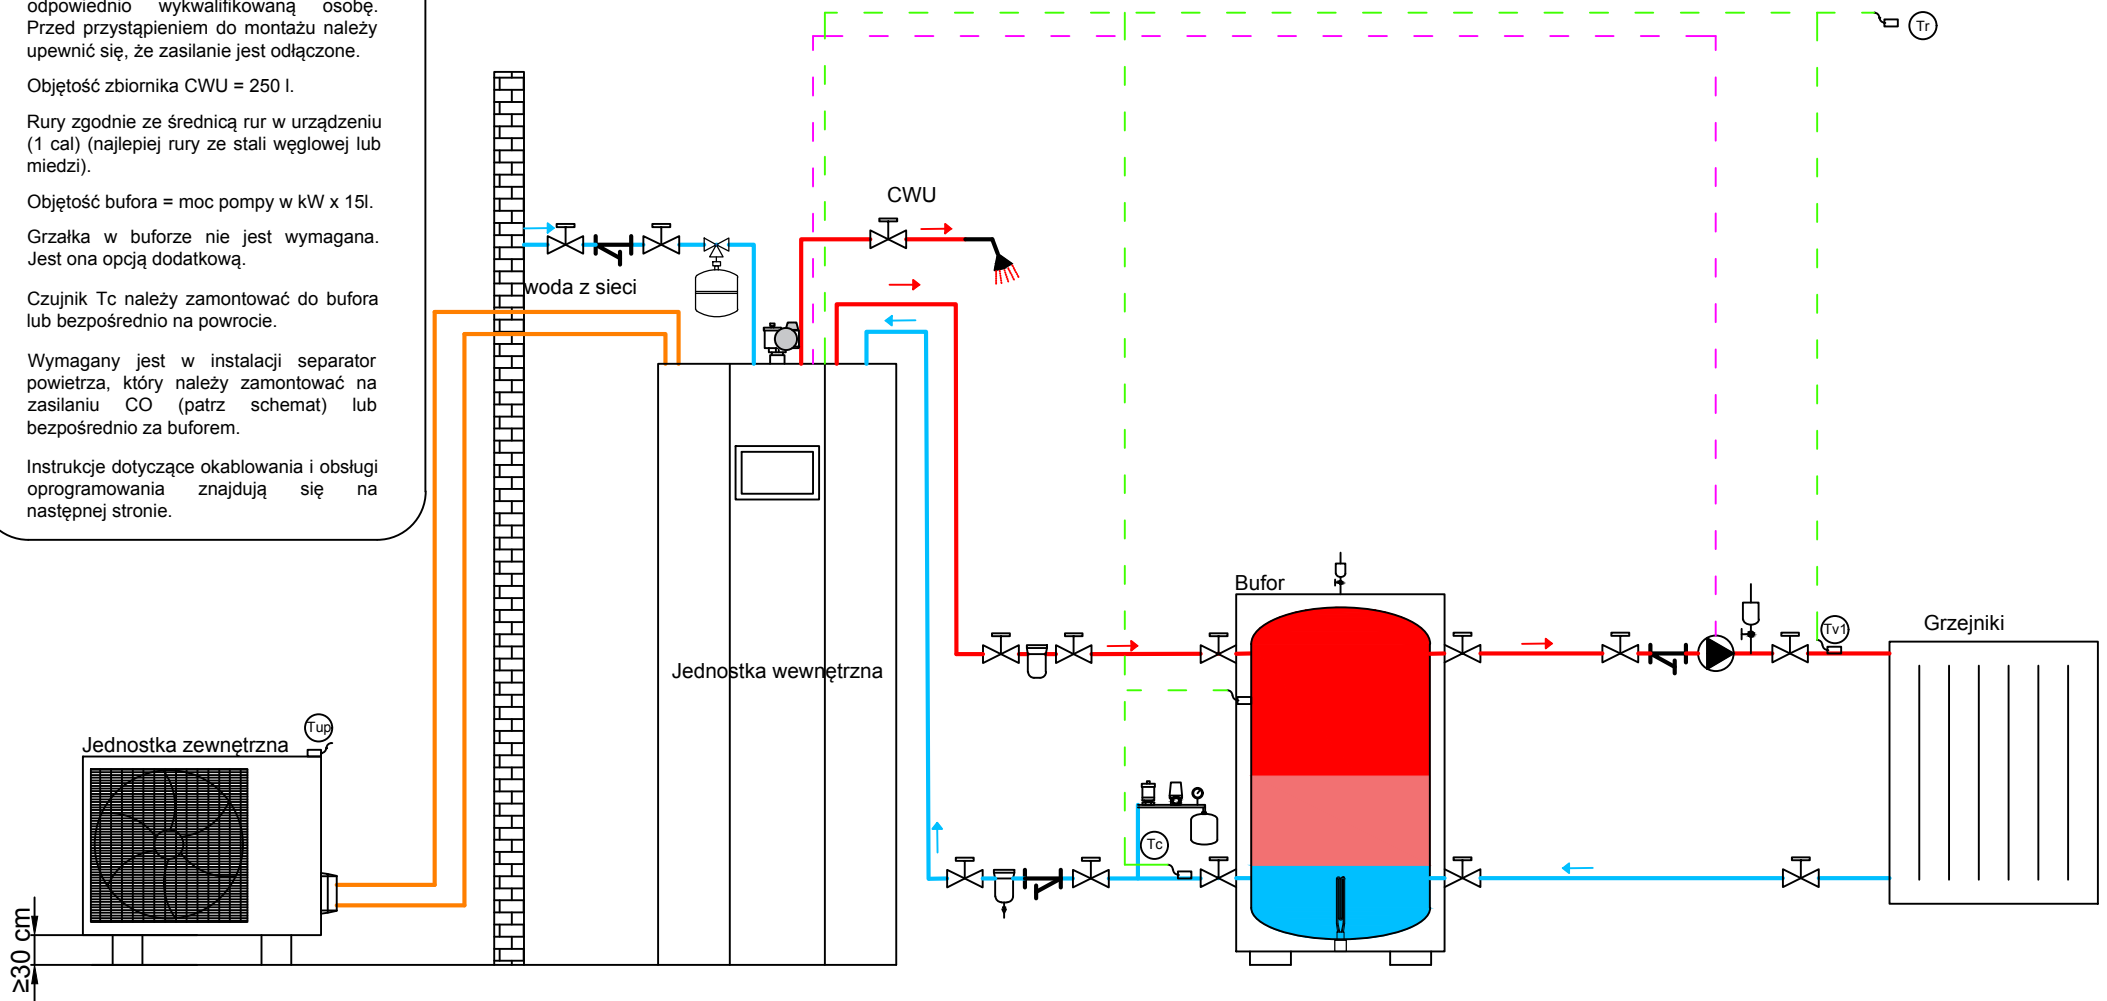 odpowiednio wykwalifikowaną osobę.
Przed przystąpieniem do montażu należy
upewnić się, że zasilanie jest odłączone.
Objętość zbiornika CWU = 250 l.
Rury zgodnie ze średnicą rur w urządzeniu
(1 cal) (najlepiej rury ze stali węglowej lub
miedzi).
Objętość bufora = moc pompy w kW x 15l.
Grzałka w buforze nie jest wymagana.
Jest ona opcją dodatkową.
Czujnik Tc należy zamontować do bufora
lub bezpośrednio na powrocie.
Wymagany jest w instalacji separator
powietrza, który należy zamontować na
zasilaniu CO (patrz schemat) lub
bezpośrednio za buforem.
Instrukcje dotyczące okablowania i obsługi
oprogramowania znajdują się na
następnej stronie.
Tr
CWU
woda z sieci
Bufor
Tv1
Grzejniki
Jednostka wewnętrzna
Tup
Jednostka zewnętrzna
Tc
≥30 cm